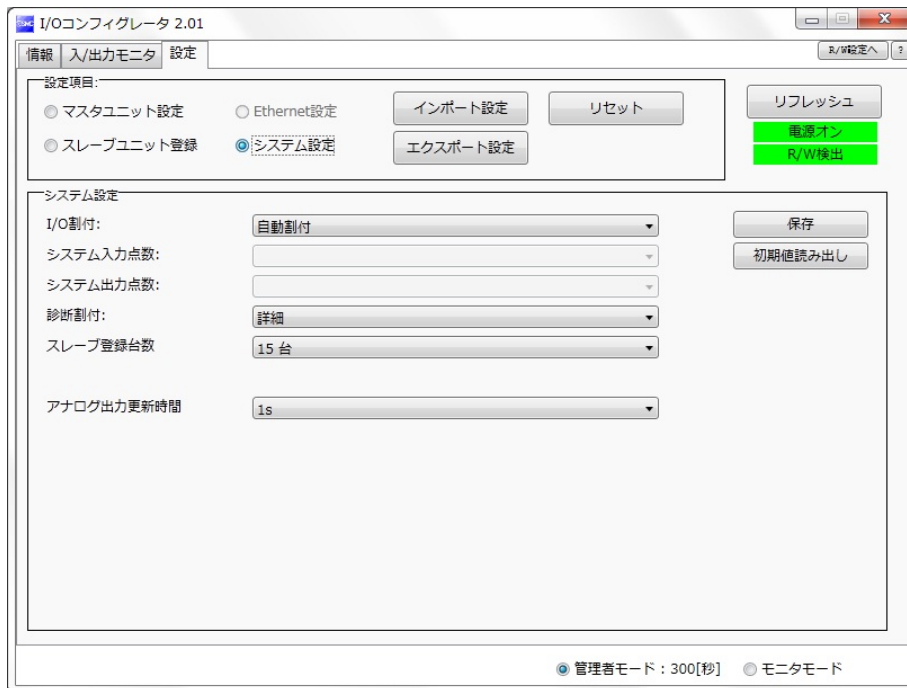 SMC I/Oコンフィグレータ 2.01
情報 入/出力モニタ 設定 R/W設定へ ?
設定項目:
マスタユニット設定 Ethernet設定 インポート設定 リセット リフレッシュ
電源オン
スレーブユニット登録 システム設定 エクスポート設定 R/W検出
システム設定
I/O割付: 自動割付 保存
システム入力点数: 初期値読み出し
システム出力点数:
診断割付: 詳細
スレーブ登録台数 15 台
アナログ出力更新時間 1s
管理者モード : 300[秒] モニタモード